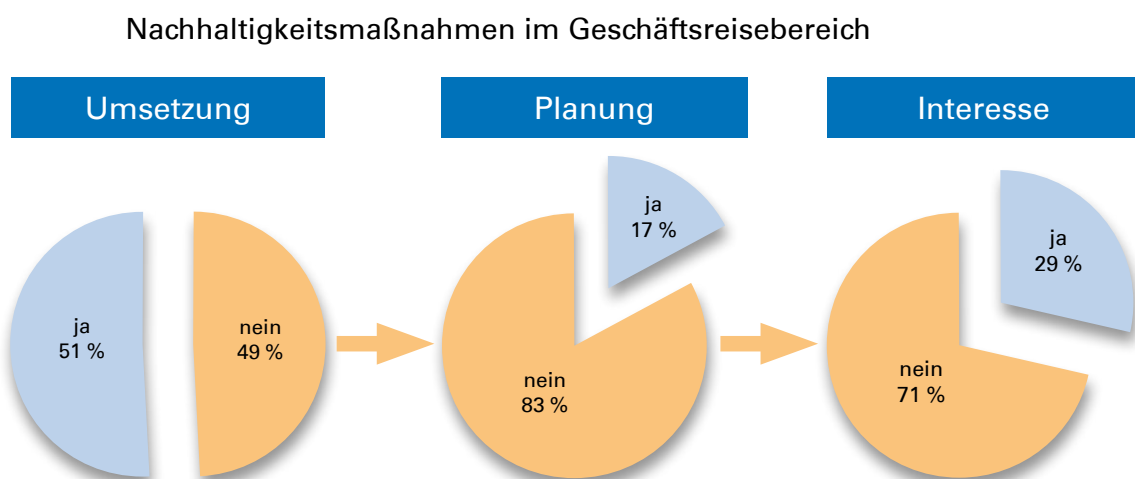 Nachhaltigkeitsmaßnahmen im Geschäftsreisebereich
Umsetzung
Planung
Interesse
ja
51 %
nein
49 %
ja
17 %
nein
83 %
ja
29 %
nein
71 %